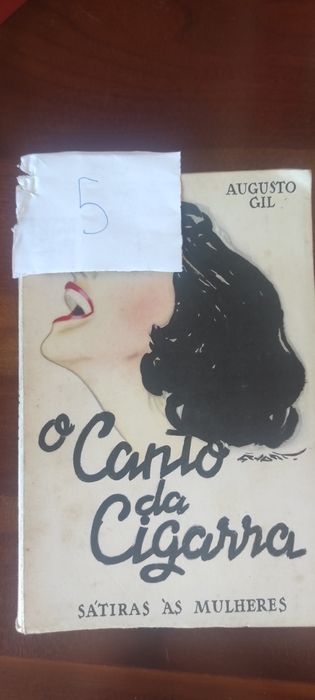 5
AUGUSTO
GIL
O Canto
da
Cigarra
SÁTIRAS ÀS MULHERES